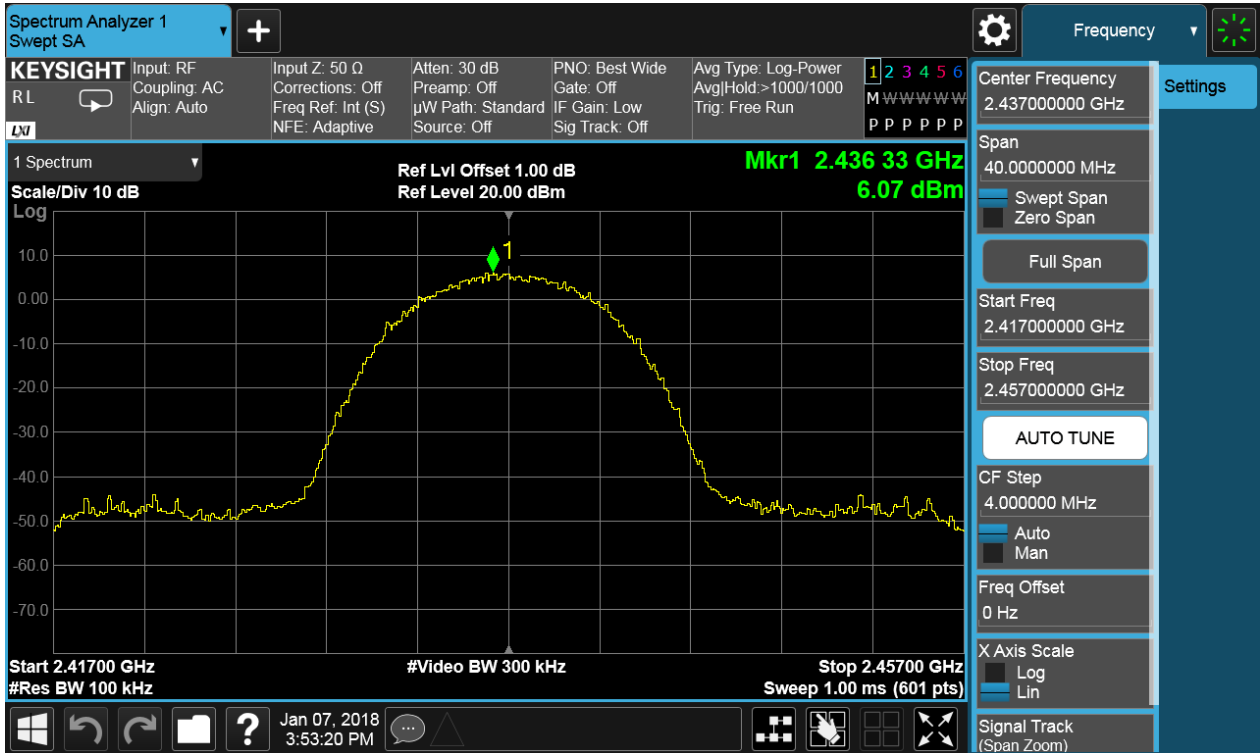 Spectrum Analyzer 1
Swept SA
+
Frequency
KEYSIGHT
RL
LXI
Input: RF
Coupling: AC
Align: Auto
Input Z: 50 Ω
Corrections: Off
Freq Ref: Int (S)
NFE: Adaptive
Atten: 30 dB
Preamp: Off
µW Path: Standard
Source: Off
PNO: Best Wide
Gate: Off
IF Gain: Low
Sig Track: Off
Avg Type: Log-Power
Avg|Hold:>1000/1000
Trig: Free Run
1 2 3 4 5 6
M W W W W W
P P P P P P
1 Spectrum
Scale/Div 10 dB
Log
Ref Lvl Offset 1.00 dB
Ref Level 20.00 dBm
Mkr1 2.436 33 GHz
6.07 dBm
1
10.0
0.00
-10.0
-20.0
-30.0
-40.0
-50.0
-60.0
-70.0
Start 2.41700 GHz
#Res BW 100 kHz
#Video BW 300 kHz
Stop 2.45700 GHz
Sweep 1.00 ms (601 pts)
Jan 07, 2018
3:53:20 PM
?
Settings
Center Frequency
2.437000000 GHz
Span
40.0000000 MHz
Swept Span
Zero Span
Full Span
Start Freq
2.417000000 GHz
Stop Freq
2.457000000 GHz
AUTO TUNE
CF Step
4.000000 MHz
Auto
Man
Freq Offset
0 Hz
X Axis Scale
Log
Lin
Signal Track
(Span Zoom)